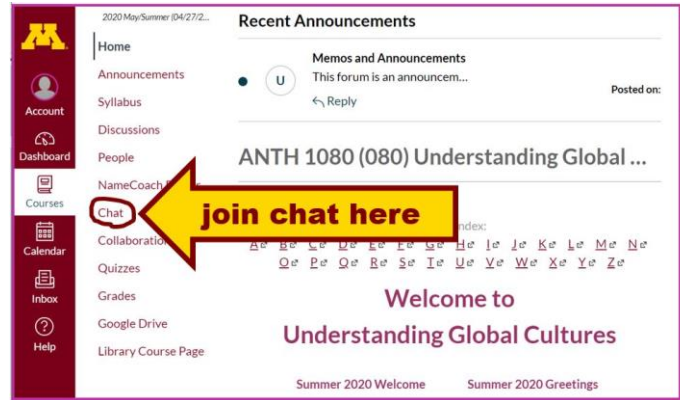 M
Account
Dashboard
Courses
Calendar
Inbox
Help
2020 May/Summer (04/27/2...
Home
Announcements
Syllabus
Discussions
People
NameCoach
Chat
Collaboration
Quizzes
Grades
Google Drive
Library Course Page
join chat here
Recent Announcements
Memos and Announcements
U This forum is an announcem...
Posted on:
Reply
ANTH 1080 (080) Understanding Global ...
ndex:
A B C D E F G H I J K L M N
O P Q R S T U V W X Y Z
Welcome to
Understanding Global Cultures
Summer 2020 Welcome Summer 2020 Greetings